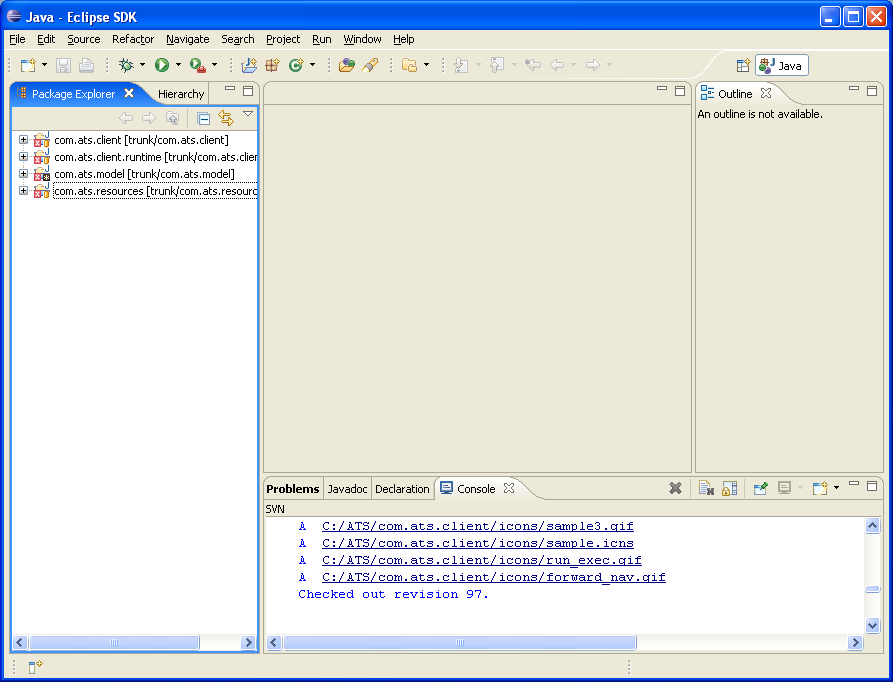 Java - Eclipse SDK
File Edit Source Refactor Navigate Search Project Run Window Help
Java
Package Explorer Hierarchy
Outline
An outline is not available.
com.ats.client [trunk/com.ats.client]
com.ats.client.runtime [trunk/com.ats.clier
com.ats.model [trunk/com.ats.model]
com.ats.resources [trunk/com.ats.resourc
Problems Javadoc Declaration Console
SVN
A C:/ATS/com.ats.client/icons/sample3.gif
A C:/ATS/com.ats.client/icons/sample.icns
A C:/ATS/com.ats.client/icons/run_exec.gif
A C:/ATS/com.ats.client/icons/forward_nav.gif
Checked out revision 97.